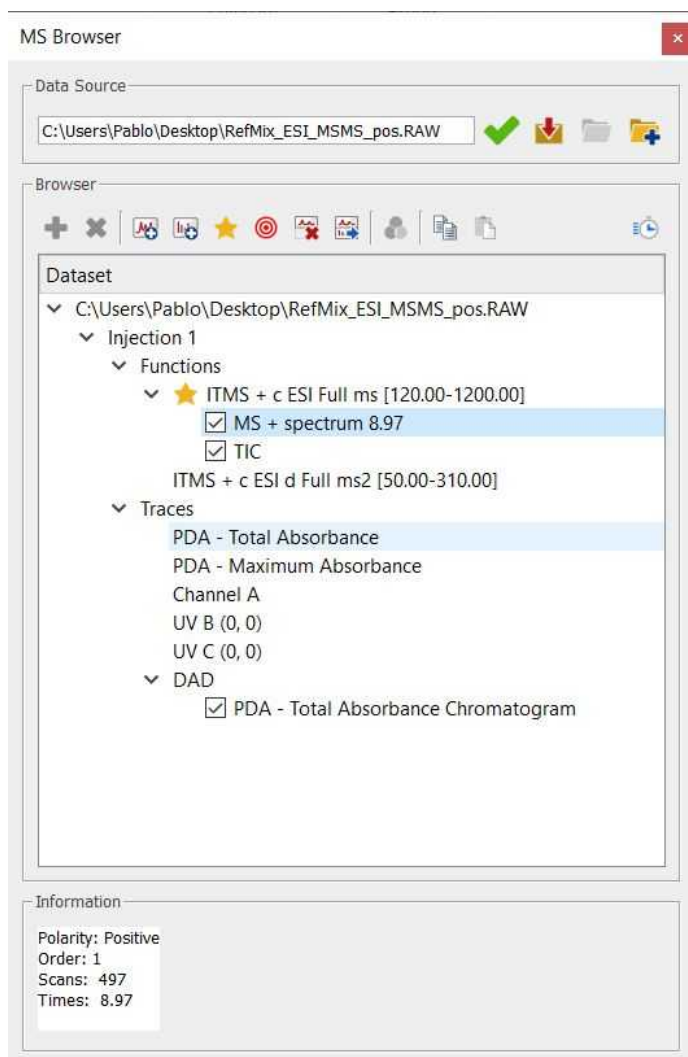 MS Browser
Data Source
C:\Users\Pablo\Desktop\RefMix_ESI_MSMS_pos.RAW
Browser
Dataset
C:\Users\Pablo\Desktop\RefMix_ESI_MSMS_pos.RAW
Injection 1
Functions
ITMS + c ESI Full ms [120.00-1200.00]
MS + spectrum 8.97
TIC
ITMS + c ESI d Full ms2 [50.00-310.00]
Traces
PDA - Total Absorbance
PDA - Maximum Absorbance
Channel A
UV B (0, 0)
UV C (0, 0)
DAD
PDA - Total Absorbance Chromatogram
Information
Polarity: Positive
Order: 1
Scans: 497
Times: 8.97